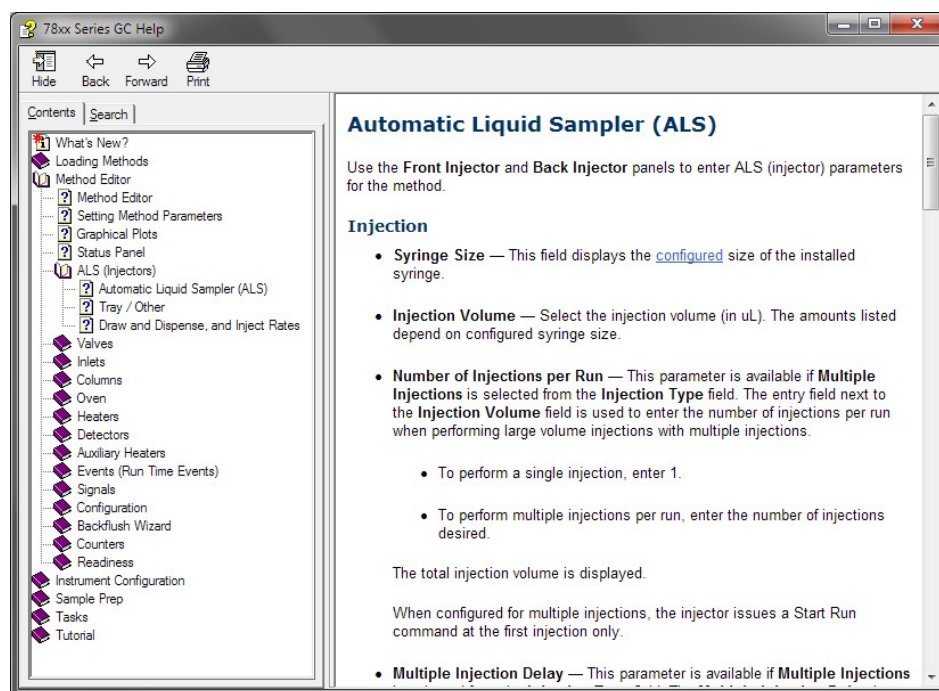 78xx Series GC Help
Hide Back Forward Print
Contents Search
What's New?
Loading Methods
Method Editor
Method Editor
Setting Method Parameters
Graphical Plots
Status Panel
ALS (Injectors)
Automatic Liquid Sampler (ALS)
Tray / Other
Draw and Dispense, and Inject Rates
Valves
Inlets
Columns
Oven
Heaters
Detectors
Auxiliary Heaters
Events (Run Time Events)
Signals
Configuration
Backflush Wizard
Counters
Readiness
Instrument Configuration
Sample Prep
Tasks
Tutorial
Automatic Liquid Sampler (ALS)
Use the Front Injector and Back Injector panels to enter ALS (injector) parameters
for the method.
Injection
• Syringe Size — This field displays the configured size of the installed
syringe.
• Injection Volume — Select the injection volume (in uL). The amounts listed
depend on configured syringe size.
• Number of Injections per Run — This parameter is available if Multiple
Injections is selected from the Injection Type field. The entry field next to
the Injection Volume field is used to enter the number of injections per run
when performing large volume injections with multiple injections.
• To perform a single injection, enter 1.
• To perform multiple injections per run, enter the number of injections
desired.
The total injection volume is displayed.
When configured for multiple injections, the injector issues a Start Run
command at the first injection only.
• Multiple Injection Delay — This parameter is available if Multiple Injections